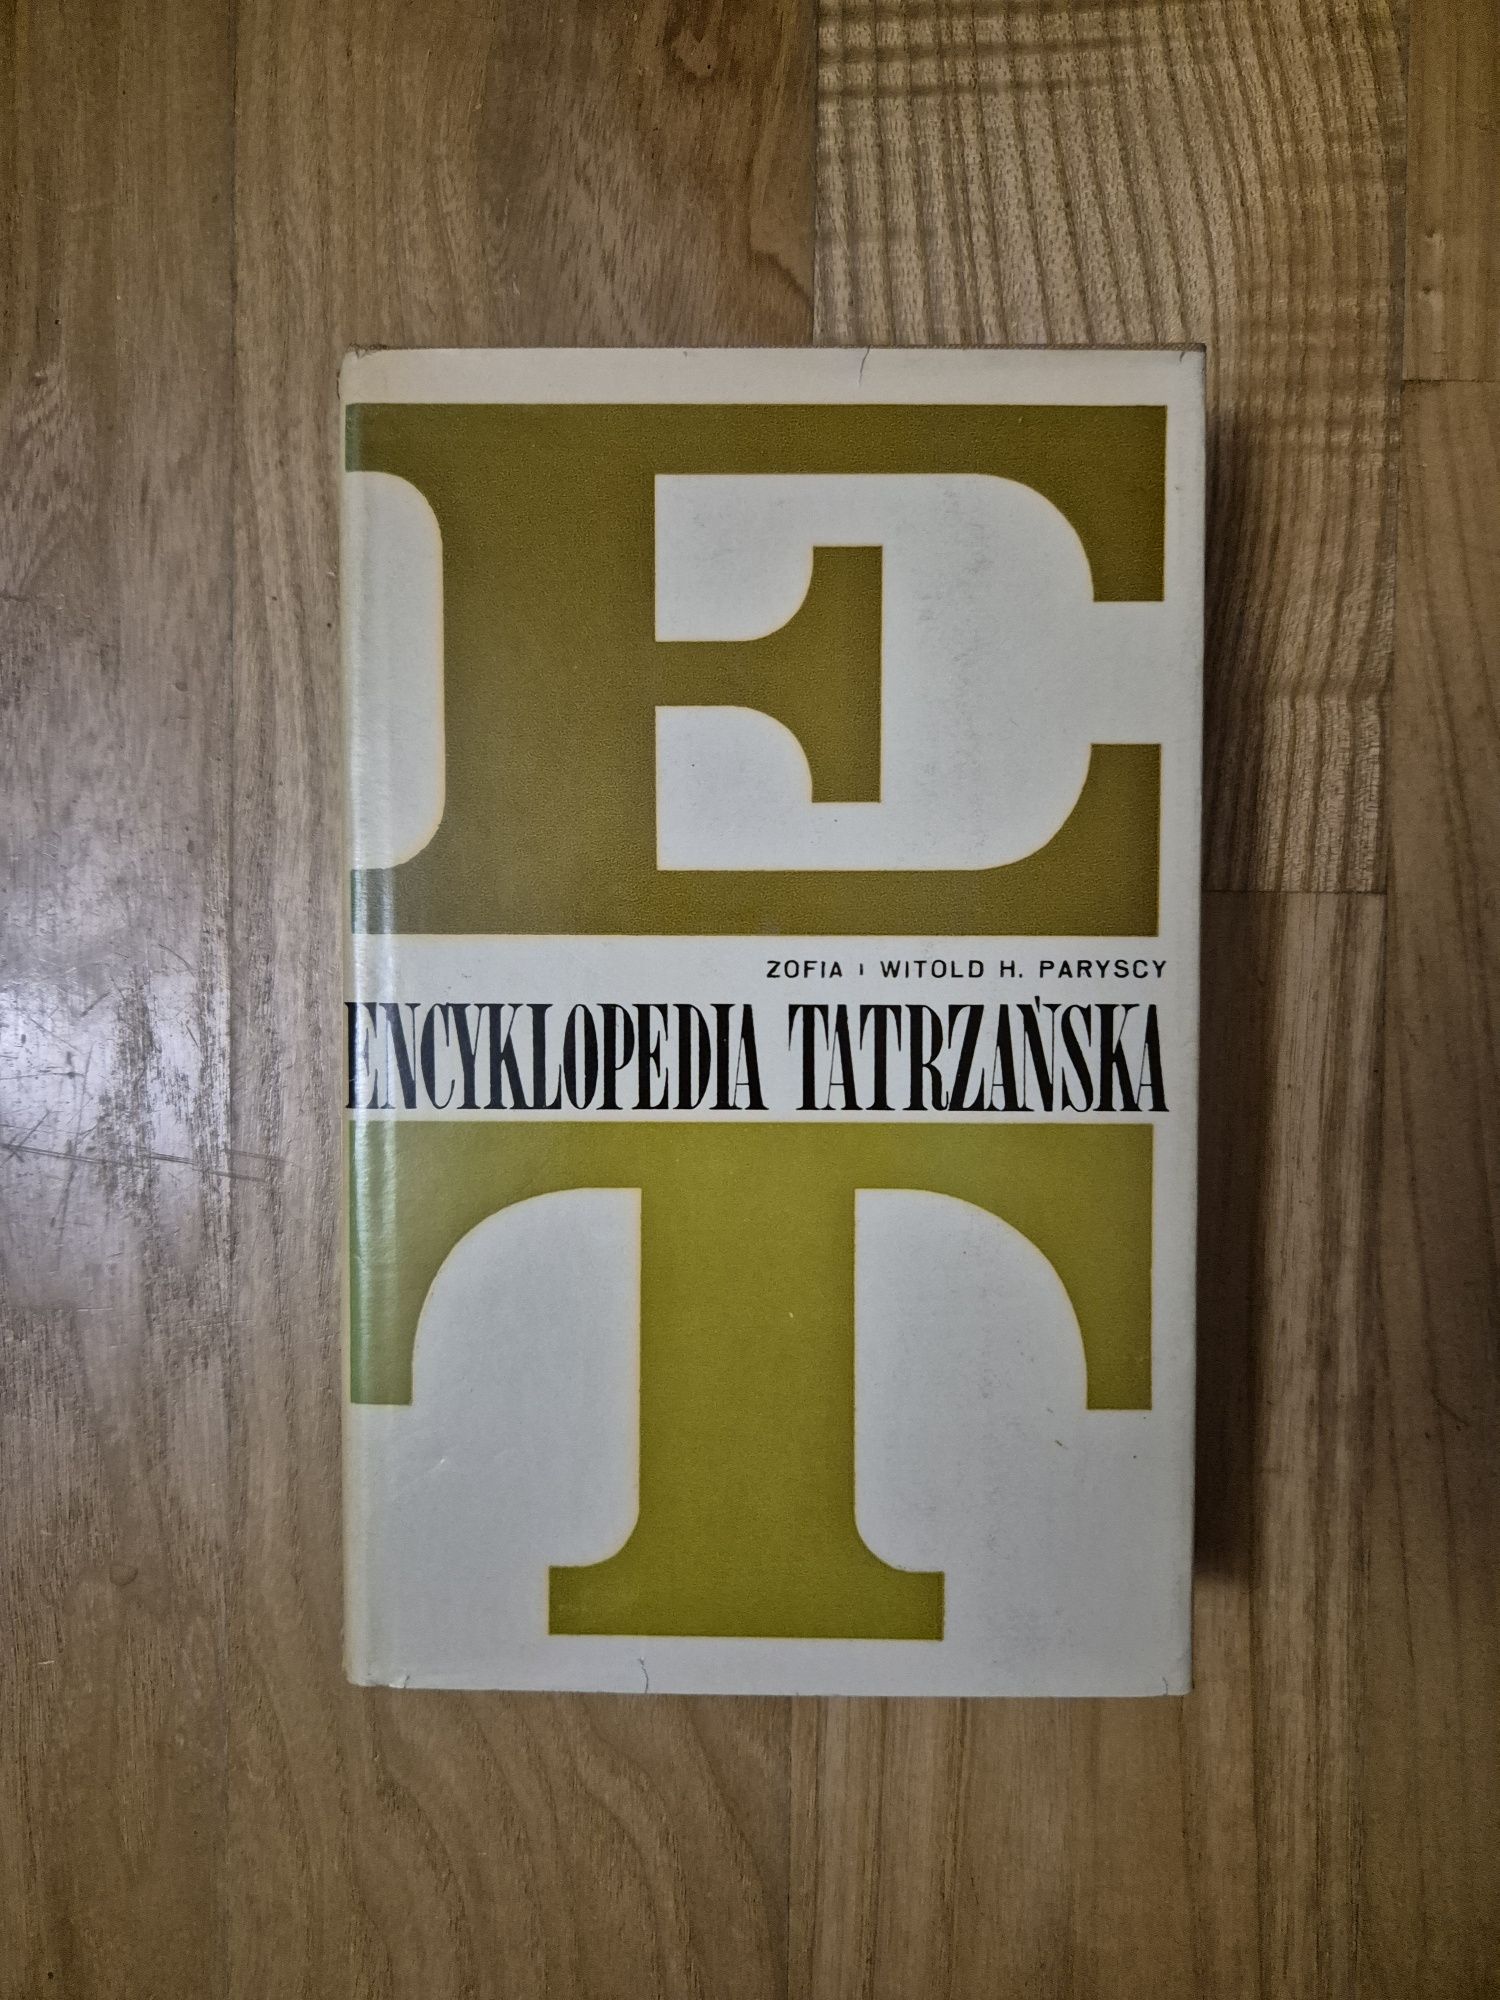 E
ZOFIA I WITOLD H. PARYSCY
ENCYKLOPEDIA TATRZAŃSKA
T